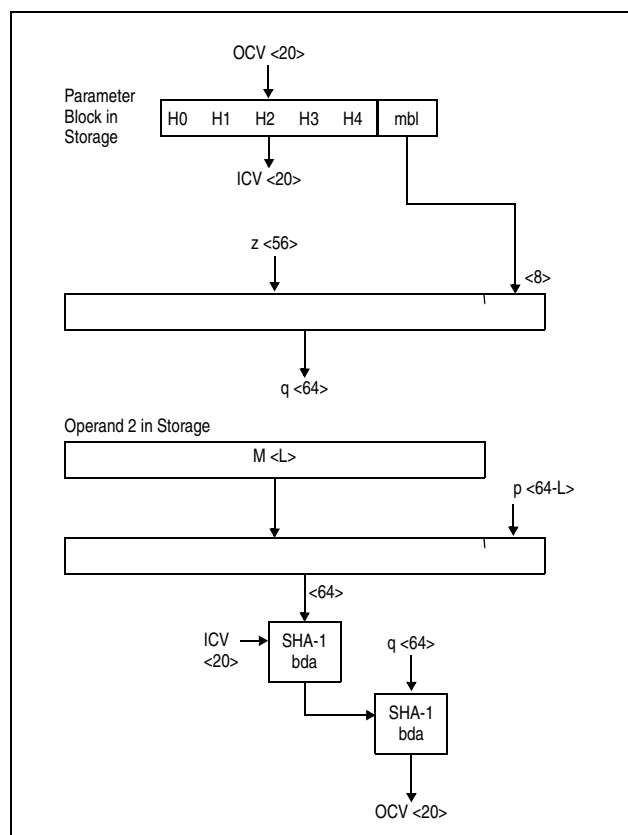 OCV <20>
Parameter
Block in
Storage
H0 H1 H2 H3 H4 mbl
ICV <20>
z <56>
<8>
q <64>
Operand 2 in Storage
M <L>
p <64-L>
<64>
ICV
<20>
SHA-1
bda
q <64>
SHA-1
bda
OCV <20>